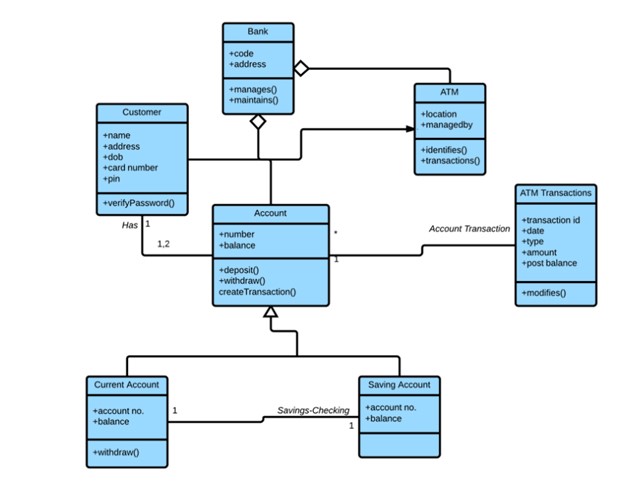 Bank
+code
+address
+manages()
+maintains()
ATM
+location
+managedby
+identifies()
+transactions()
Customer
+name
+address
+dob
+card number
+pin
+verifyPassword()
Has
1
1,2
Account
+number
+balance
+deposit()
+withdraw()
createTransaction()
*
1
Account Transaction
ATM Transactions
+transaction id
+date
+type
+amount
+post balance
+modifies()
Current Account
+account no.
+balance
+withdraw()
1
Savings-Checking
1
Saving Account
+account no.
+balance